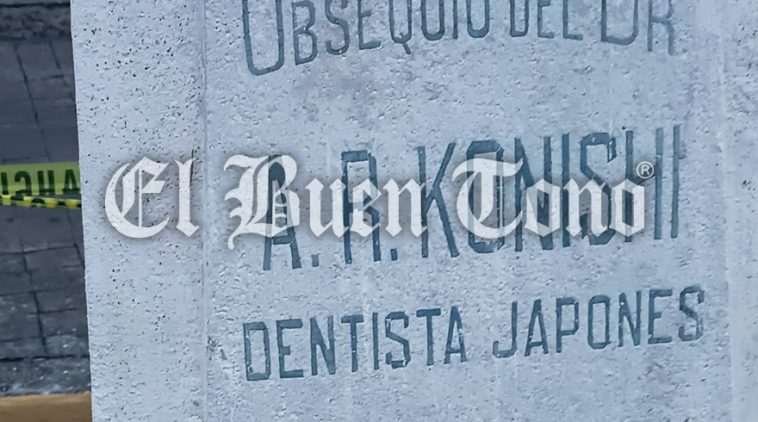 OBSEQUIO DEL DR
A. R. KONISHI
El Buen Tono®
DENTISTA JAPONES